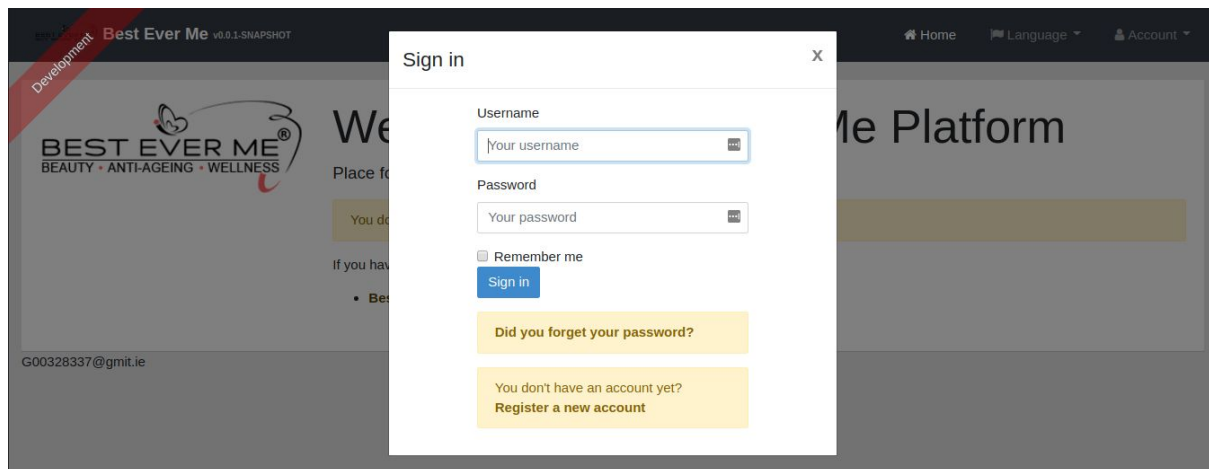 Development
Best Ever Me v0.0.1-SNAPSHOT
Home
Language
Account
Sign in
X
Username
Your username
Password
Your password
Remember me
Sign in
Did you forget your password?
You don't have an account yet?
Register a new account
BEST EVER ME®
BEAUTY • ANTI-AGEING • WELLNESS
We
Me Platform
Place fo
You do
If you hav
• Bes
G00328337@gmit.ie